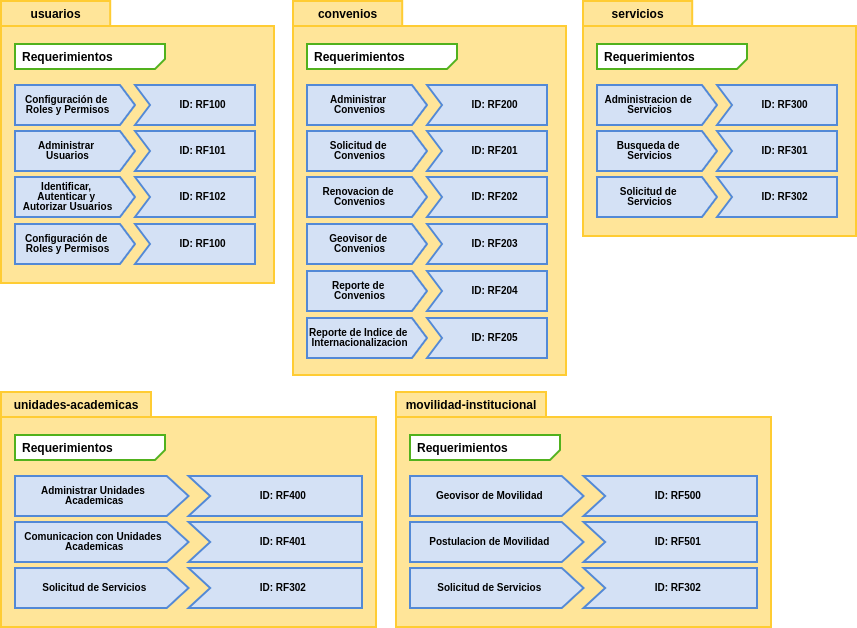 usuarios
Requerimientos
Configuración de
Roles y Permisos
ID: RF100
Administrar
Usuarios
ID: RF101
Identificar,
Autenticar y
Autorizar Usuarios
ID: RF102
Configuración de
Roles y Permisos
ID: RF100
convenios
Requerimientos
Administrar
Convenios
ID: RF200
Solicitud de
Convenios
ID: RF201
Renovacion de
Convenios
ID: RF202
Geovisor de
Convenios
ID: RF203
Reporte de
Convenios
ID: RF204
Reporte de Indice de
Internacionalizacion
ID: RF205
servicios
Requerimientos
Administracion de
Servicios
ID: RF300
Busqueda de
Servicios
ID: RF301
Solicitud de
Servicios
ID: RF302
unidades-academicas
Requerimientos
Administrar Unidades
Academicas
ID: RF400
Comunicacion con Unidades
Academicas
ID: RF401
Solicitud de Servicios
ID: RF302
movilidad-institucional
Requerimientos
Geovisor de Movilidad
ID: RF500
Postulacion de Movilidad
ID: RF501
Solicitud de Servicios
ID: RF302